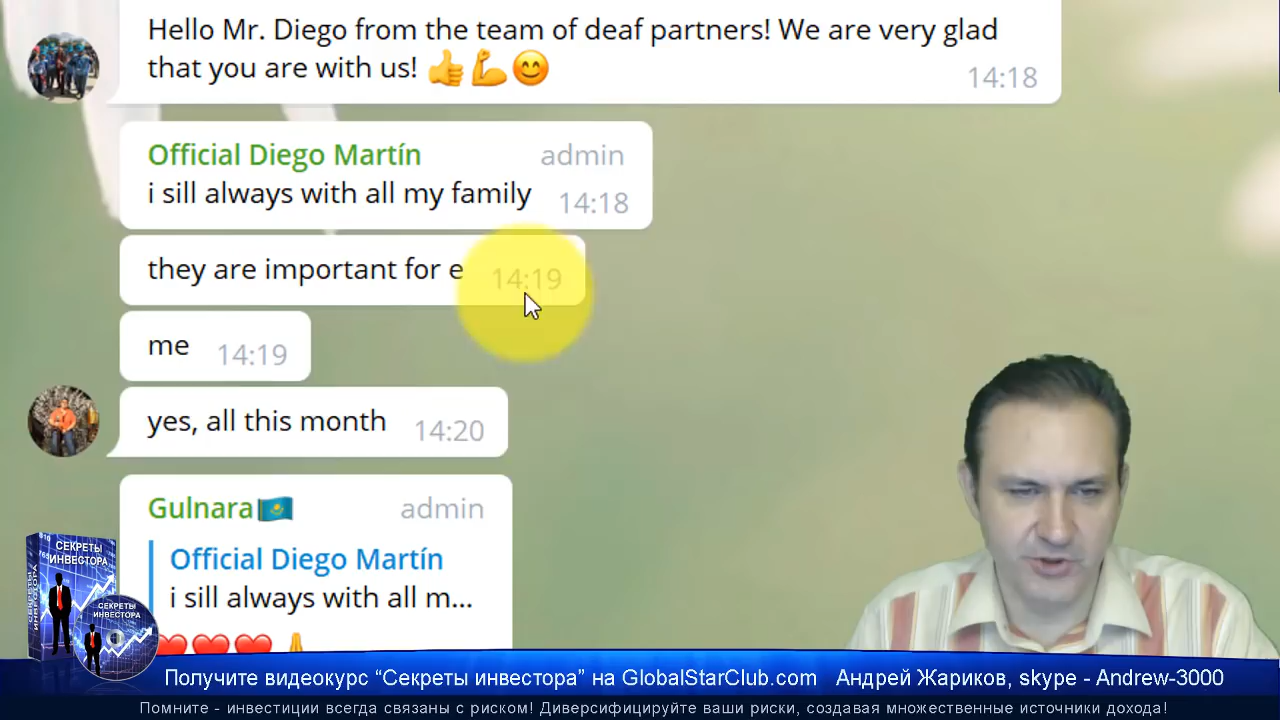 Hello Mr. Diego from the team of deaf partners! We are very glad
that you are with us! 👍💪😊
14:18
Official Diego Martín admin
i sill always with all my family 14:18
they are important for e 14:19
me 14:19
yes, all this month 14:20
Gulnara🇰🇿 admin
Official Diego Martín
i sill always with all m...
❤️❤️❤️🙏
СЕКРЕТЫ
ИНВЕСТОРА
СЕКРЕТЫ
ИНВЕСТОРА
Получите видеокурс “Секреты инвестора” на GlobalStarClub.com Андрей Жариков, skype - Andrew-3000
Помните - инвестиции всегда связаны с риском! Диверсифицируйте ваши риски, создавая множественные источники дохода!